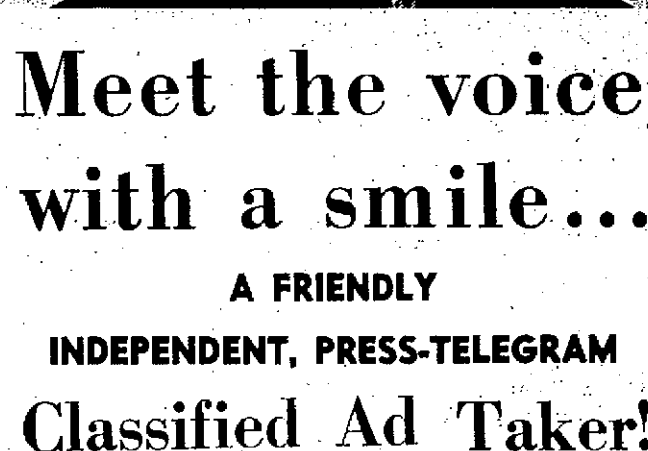 Meet the voice
with a smile...
A FRIENDLY
INDEPENDENT, PRESS-TELEGRAM
Classified Ad Taker!